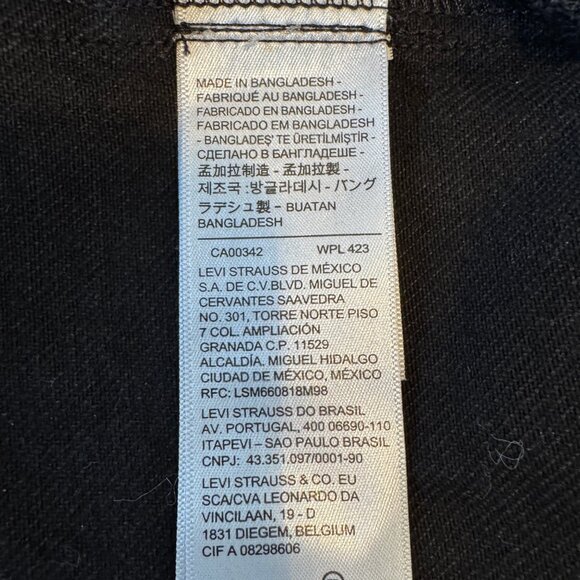 MADE IN BANGLADESH -
FABRIQUÉ AU BANGLADESH -
FABRICADO EN BANGLADESH -
FABRICADO EM BANGLADESH
- BANGLADEŞ' TE ÜRETİLMİŞTİR -
СДЕЛАНО В БАНГЛАДЕШЕ -
孟加拉制造 - 孟加拉製 -
제조국 :방글라데시 - バング
ラデシュ製 - BUATAN
BANGLADESH
CA00342 WPL 423
LEVI STRAUSS DE MÉXICO
S.A. DE C.V.BLVD. MIGUEL DE
CERVANTES SAAVEDRA
NO. 301, TORRE NORTE PISO
7 COL. AMPLIACIÓN
GRANADA C.P. 11529
ALCALDÍA. MIGUEL HIDALGO
CIUDAD DE MÉXICO, MÉXICO
RFC: LSM660818M98
LEVI STRAUSS DO BRASIL
AV. PORTUGAL, 400 06690-110
ITAPEVI – SAO PAULO BRASIL
CNPJ: 43.351.097/0001-90
LEVI STRAUSS & CO. EU
SCA/CVA LEONARDO DA
VINCILAAN, 19 - D
1831 DIEGEM, BELGIUM
CIF A 08298606